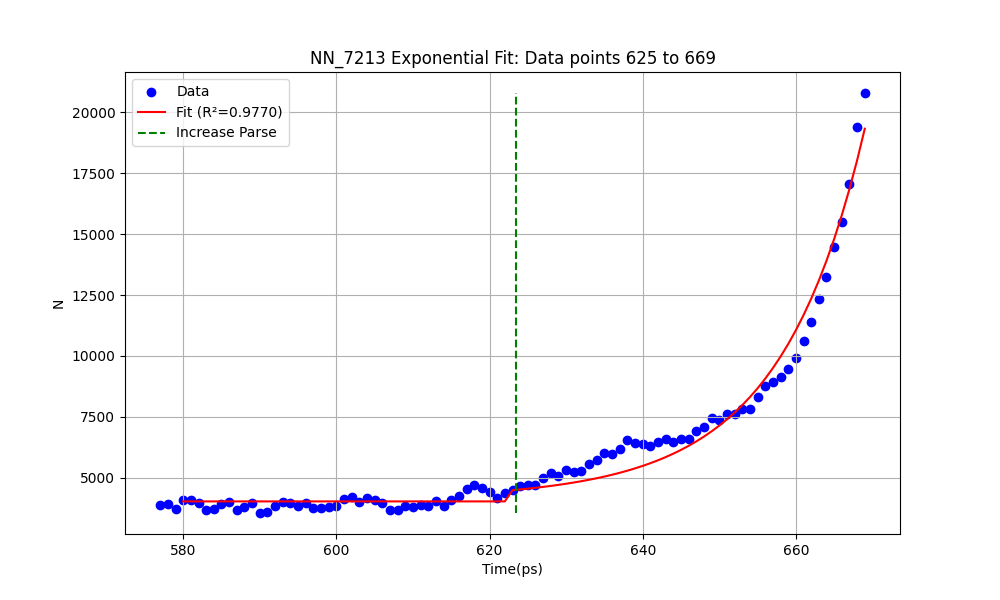 NN_7213 Exponential Fit: Data points 625 to 669
Data
Fit (R²=0.9770)
Increase Parse
20000
17500
15000
12500
10000
7500
5000
N
580
600
620
640
660
Time(ps)